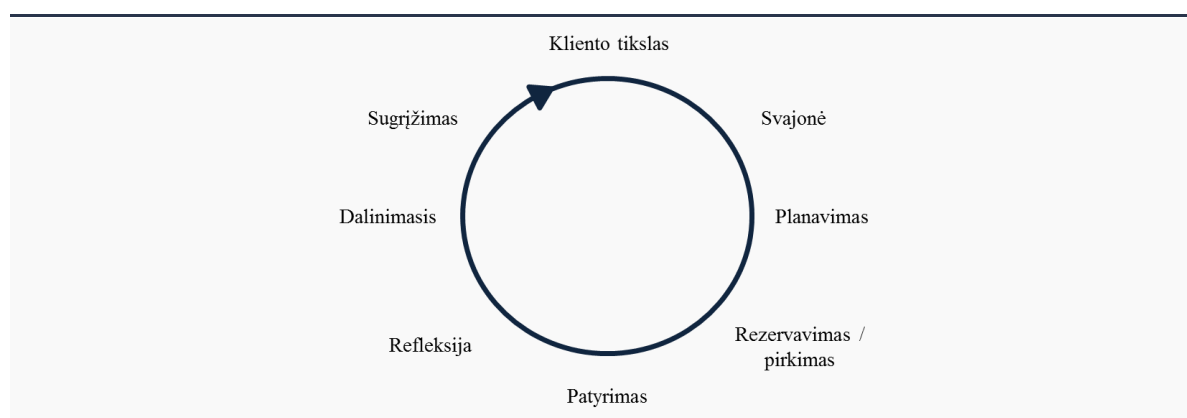 Kliento tikslas
Svajonė
Planavimas
Rezervavimas /
pirkimas
Patyrimas
Refleksija
Dalinimasis
Sugrįžimas